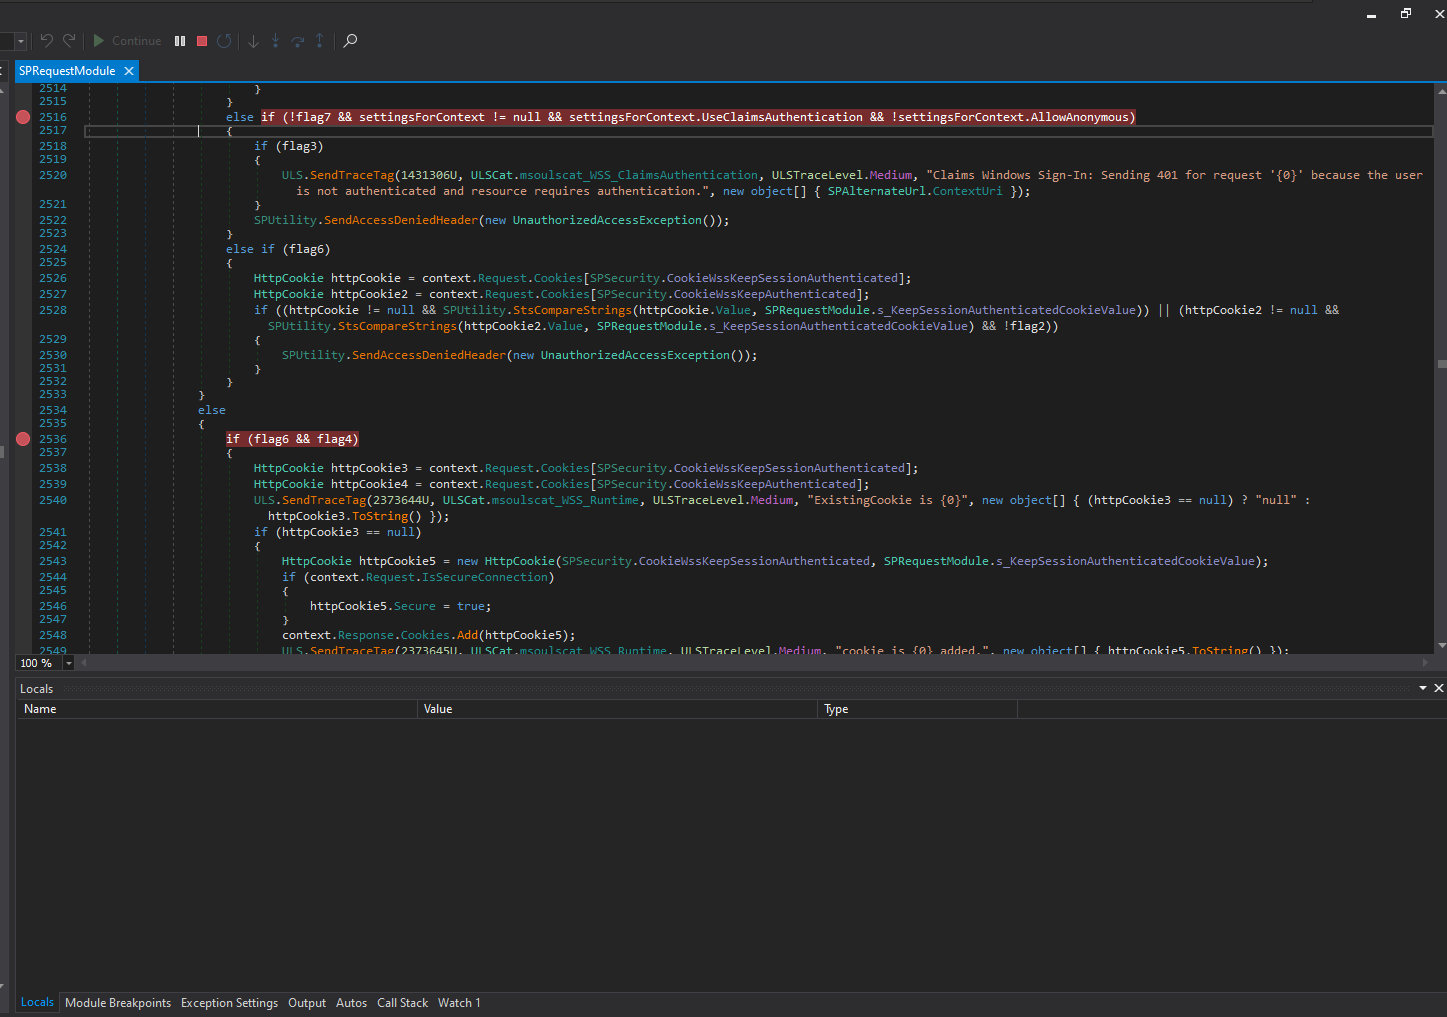 Continue
SPRequestModule
2514 }
2515 }
2516 else if (!flag7 && settingsForContext != null && settingsForContext.UseClaimsAuthentication && !settingsForContext.AllowAnonymous)
2517 {
2518 if (flag3)
2519 {
2520 ULS.SendTraceTag(1431306U, ULSCat.msoulscat_WSS_ClaimsAuthentication, ULSTraceLevel.Medium, "Claims Windows Sign-In: Sending 401 for request '{0}' because the user
is not authenticated and resource requires authentication.", new object[] { SPAlternateUrl.ContextUri });
2521 }
2522 SPUtility.SendAccessDeniedHeader(new UnauthorizedAccessException());
2523 }
2524 else if (flag6)
2525 {
2526 HttpCookie httpCookie = context.Request.Cookies[SPSecurity.CookieWssKeepSessionAuthenticated];
2527 HttpCookie httpCookie2 = context.Request.Cookies[SPSecurity.CookieWssKeepAuthenticated];
2528 if ((httpCookie != null && SPUtility.StsCompareStrings(httpCookie.Value, SPRequestModule.s_KeepSessionAuthenticatedCookieValue)) || (httpCookie2 != null &&
SPUtility.StsCompareStrings(httpCookie2.Value, SPRequestModule.s_KeepSessionAuthenticatedCookieValue) && !flag2))
2529 {
2530 SPUtility.SendAccessDeniedHeader(new UnauthorizedAccessException());
2531 }
2532 }
2533 }
2534 else
2535 {
2536 if (flag6 && flag4)
2537 {
2538 HttpCookie httpCookie3 = context.Request.Cookies[SPSecurity.CookieWssKeepSessionAuthenticated];
2539 HttpCookie httpCookie4 = context.Request.Cookies[SPSecurity.CookieWssKeepAuthenticated];
2540 ULS.SendTraceTag(2373644U, ULSCat.msoulscat_WSS_Runtime, ULSTraceLevel.Medium, "ExistingCookie is {0}", new object[] { (httpCookie3 == null) ? "null" :
httpCookie3.ToString() });
2541 if (httpCookie3 == null)
2542 {
2543 HttpCookie httpCookie5 = new HttpCookie(SPSecurity.CookieWssKeepSessionAuthenticated, SPRequestModule.s_KeepSessionAuthenticatedCookieValue);
2544 if (context.Request.IsSecureConnection)
2545 {
2546 httpCookie5.Secure = true;
2547 }
2548 context.Response.Cookies.Add(httpCookie5);
2549 ULS.SendTraceTag(2373645U, ULSCat.msoulscat_WSS_Runtime, ULSTraceLevel.Medium, "cookie is {0} added.", new object[] { httpCookie5.ToString() });
100 %
Locals
Name Value Type
Locals Module Breakpoints Exception Settings Output Autos Call Stack Watch 1